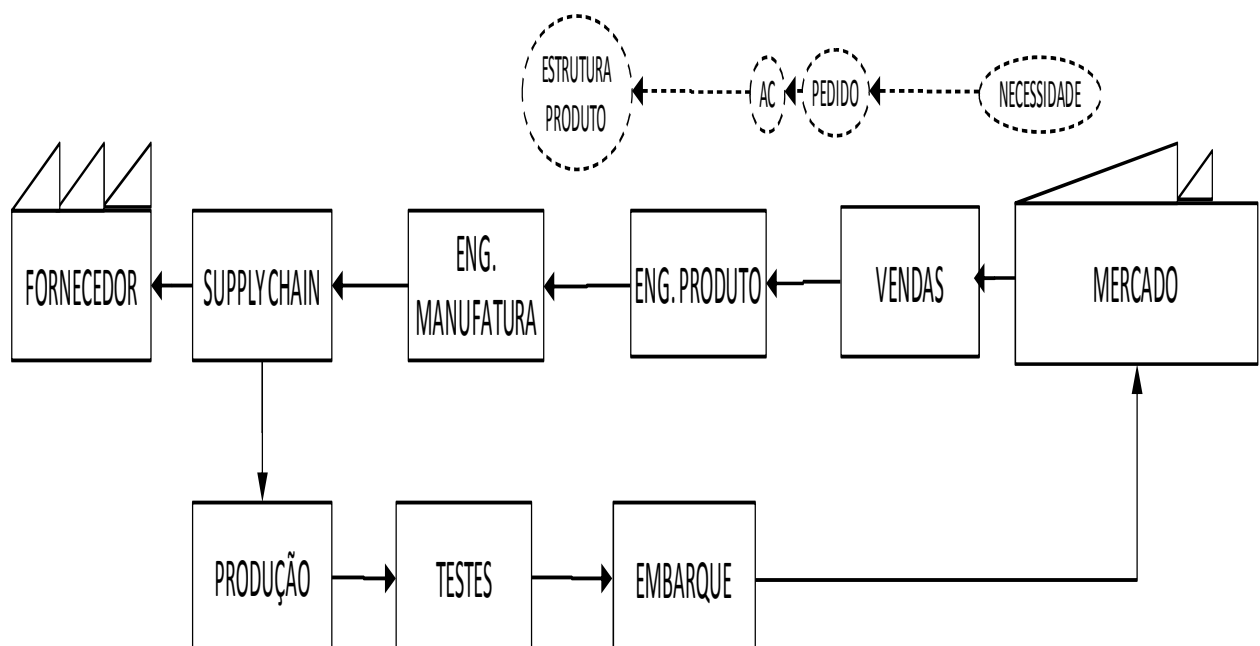 ESTRUTURA
PRODUTO
AC
PEDIDO
NECESSIDADE
FORNECEDOR
SUPPLY CHAIN
ENG.
MANUFATURA
ENG. PRODUTO
VENDAS
MERCADO
PRODUÇÃO
TESTES
EMBARQUE